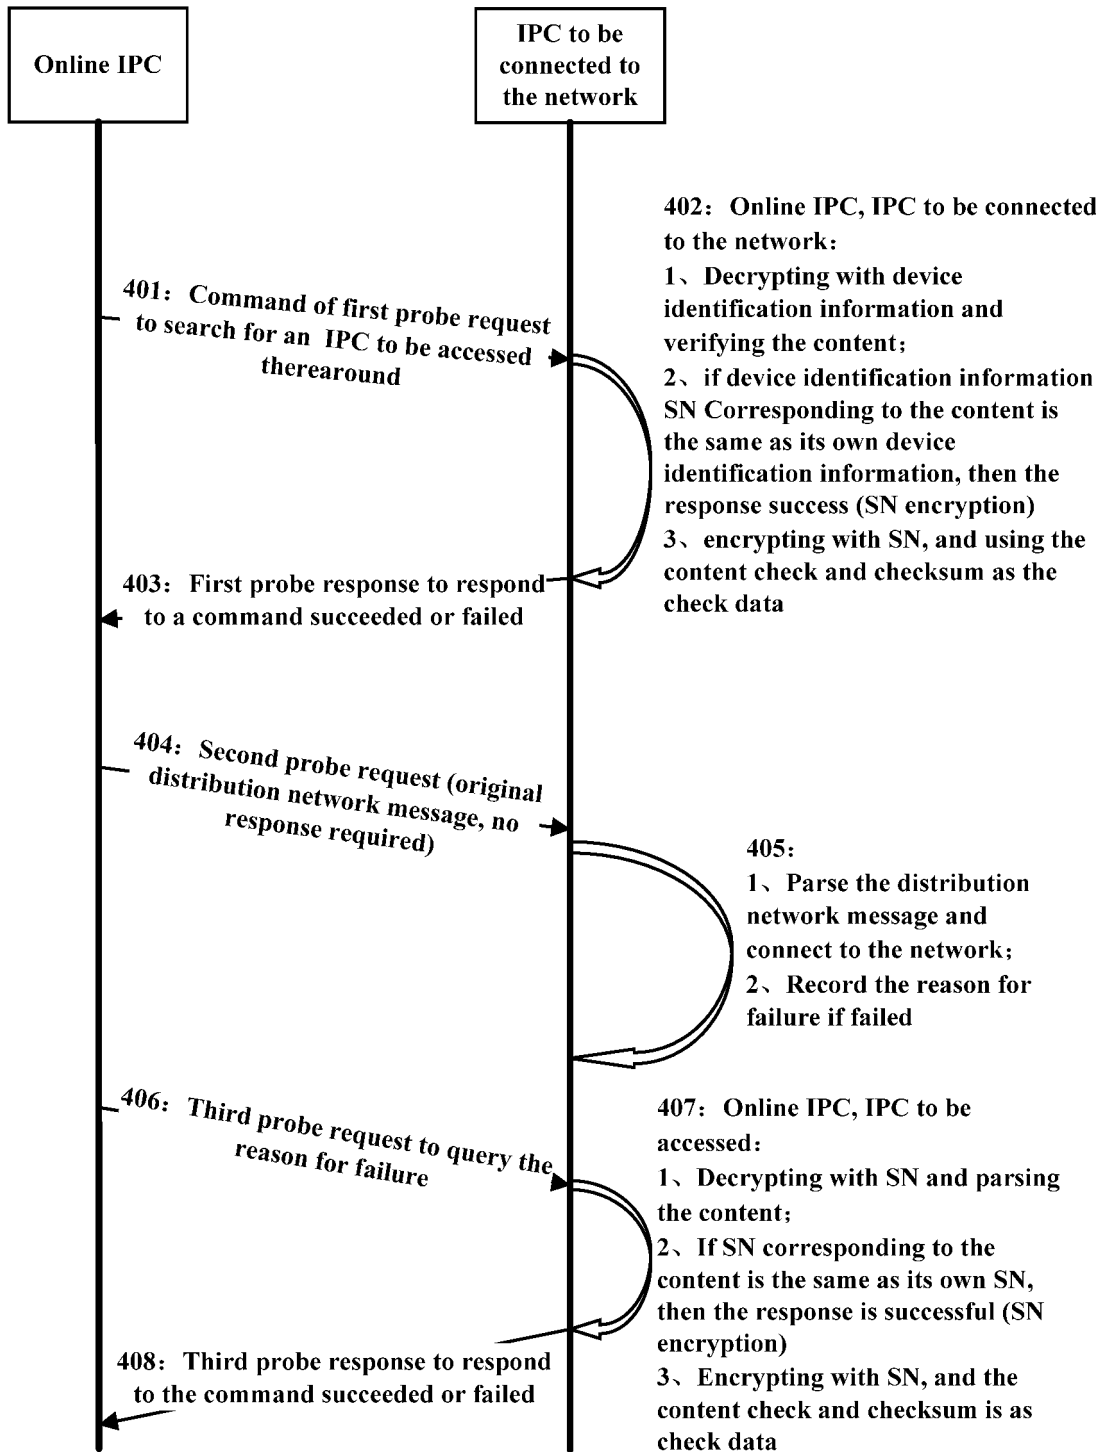 Online IPC
IPC to be
connected to
the network
402：Online IPC, IPC to be connected
to the network：
1、Decrypting with device
identification information and
verifying the content；
2、if device identification information
SN Corresponding to the content is
the same as its own device
identification information, then the
response success (SN encryption)
3、encrypting with SN, and using the
content check and checksum as the
check data
401：Command of first probe request
to search for an IPC to be accessed
therearound
403：First probe response to respond
to a command succeeded or failed
404：Second probe request (original
distribution network message, no
response required)
405：
1、Parse the distribution
network message and
connect to the network；
2、Record the reason for
failure if failed
406：Third probe request to query the
reason for failure
407：Online IPC, IPC to be
accessed：
1、Decrypting with SN and parsing
the content；
2、If SN corresponding to the
content is the same as its own SN,
then the response is successful (SN
encryption)
3、Encrypting with SN, and the
content check and checksum is as
check data
408：Third probe response to respond
to the command succeeded or failed